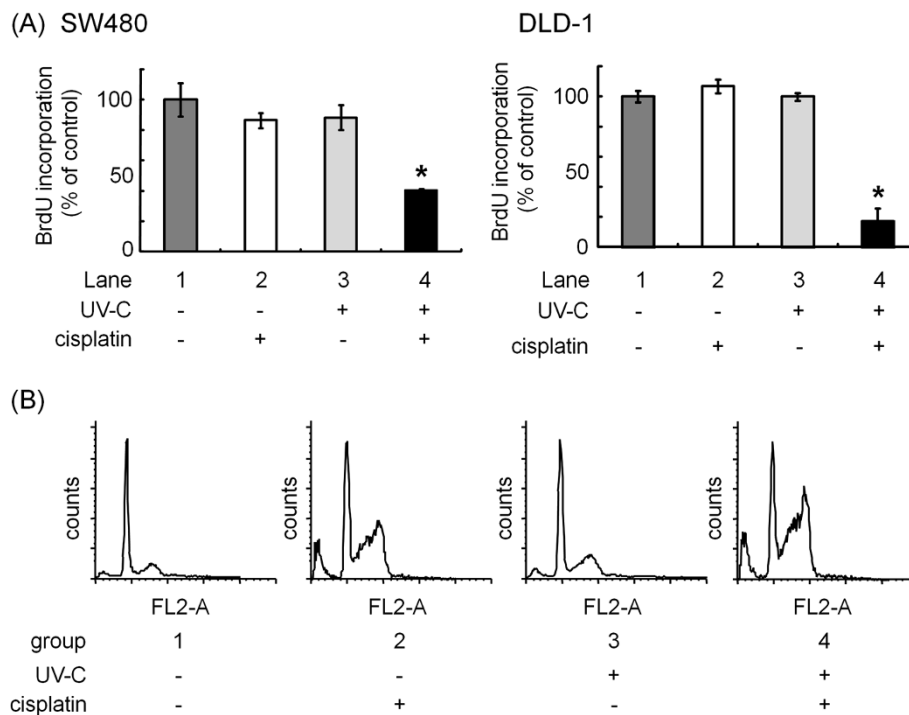 (A) SW480 DLD-1
BrdU incorporation
(% of control)
100
50
0
*
BrdU incorporation
(% of control)
100
50
0
*
Lane 1 2 3 4
UV-C - - + +
cisplatin - + - +
Lane 1 2 3 4
UV-C - - + +
cisplatin - + - +
(B)
counts counts counts counts
FL2-A FL2-A FL2-A FL2-A
group 1 2 3 4
UV-C - - + +
cisplatin - + - +